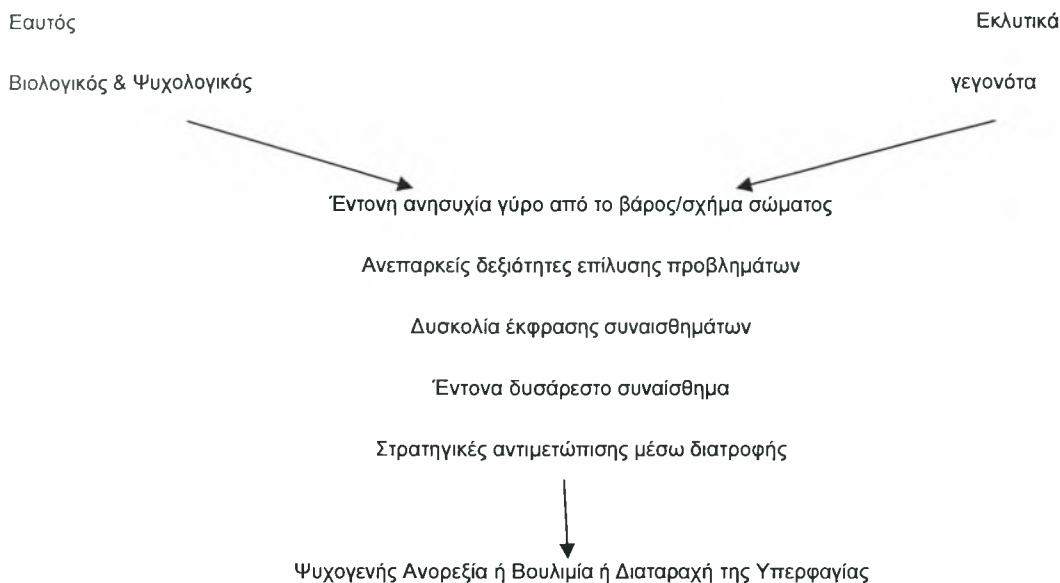 Εαυτός
Εκλυτικά
Βιολογικός & Ψυχολογικός
γεγονότα
Έντονη ανησυχία γύρο από το βάρος/σχήμα σώματος
Ανεπαρκείς δεξιότητες επίλυσης προβλημάτων
Δυσκολία έκφρασης συναισθημάτων
Έντονα δυσάρεστο συναίσθημα
Στρατηγικές αντιμετώπισης μέσω διατροφής
Ψυχογενής Ανορεξία ή Βουλιμία ή Διαταραχή της Υπερφαγίας